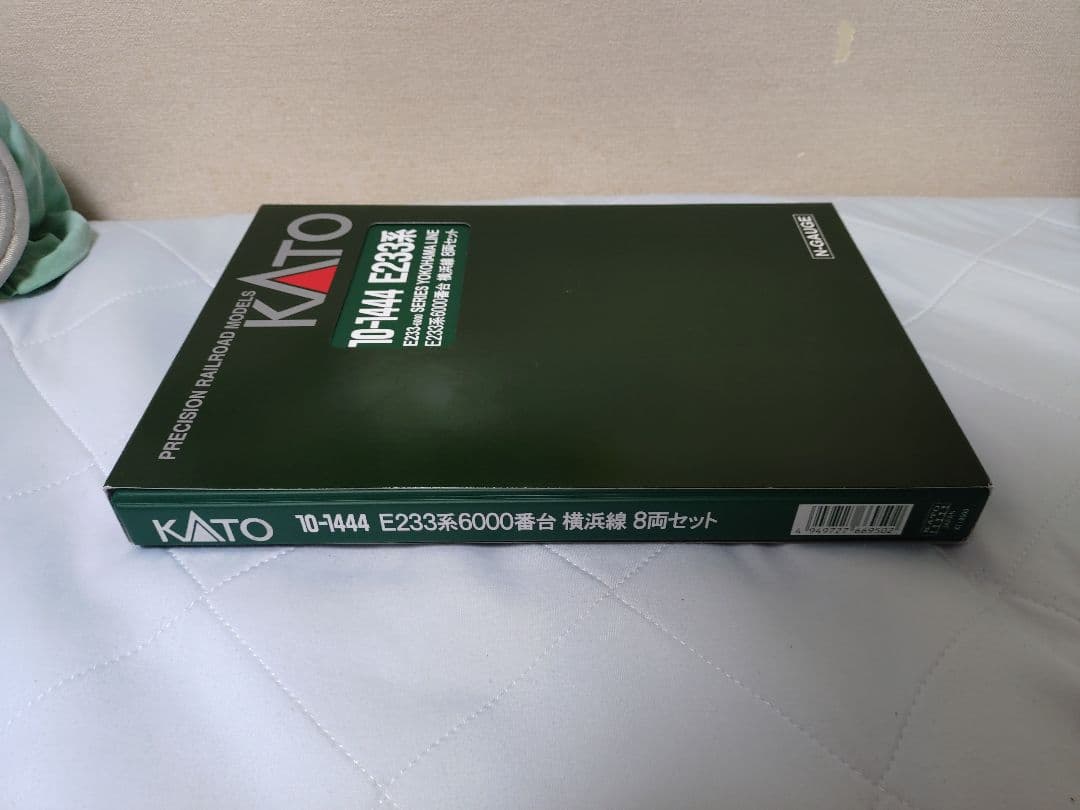 PRECISION RAILROAD MODELS
KATO
10-1444 E233系
E233-6000 SERIES YOKOHAMA LINE
E233系6000番台 横浜線 8両セット
N-GAUGE
KATO 10-1444 E233系6000番台 横浜線 8両セット
4 949727 669502